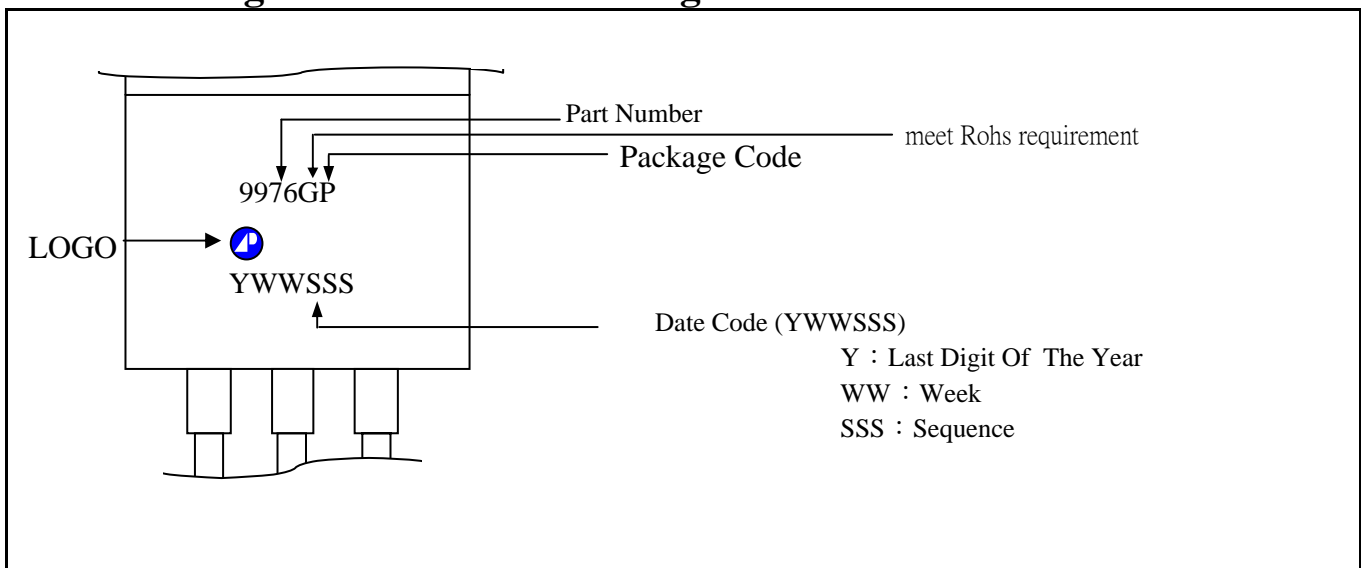 Part Number
meet Rohs requirement
Package Code
9976GP
LOGO
YWWSSS
Date Code (YWWSSS)
Y：Last Digit Of The Year
WW：Week
SSS：Sequence